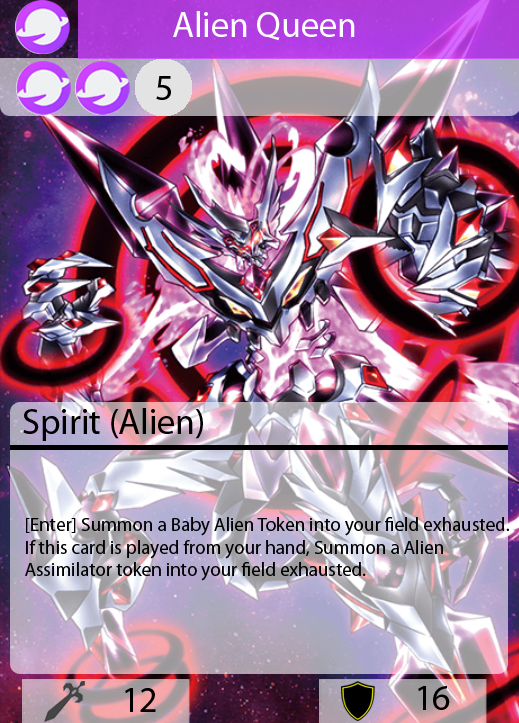 Alien Queen
5
Spirit (Alien)
[Enter] Summon a Baby Alien Token into your field exhausted.
If this card is played from your hand, Summon a Alien
Assimilator token into your field exhausted.
12
16